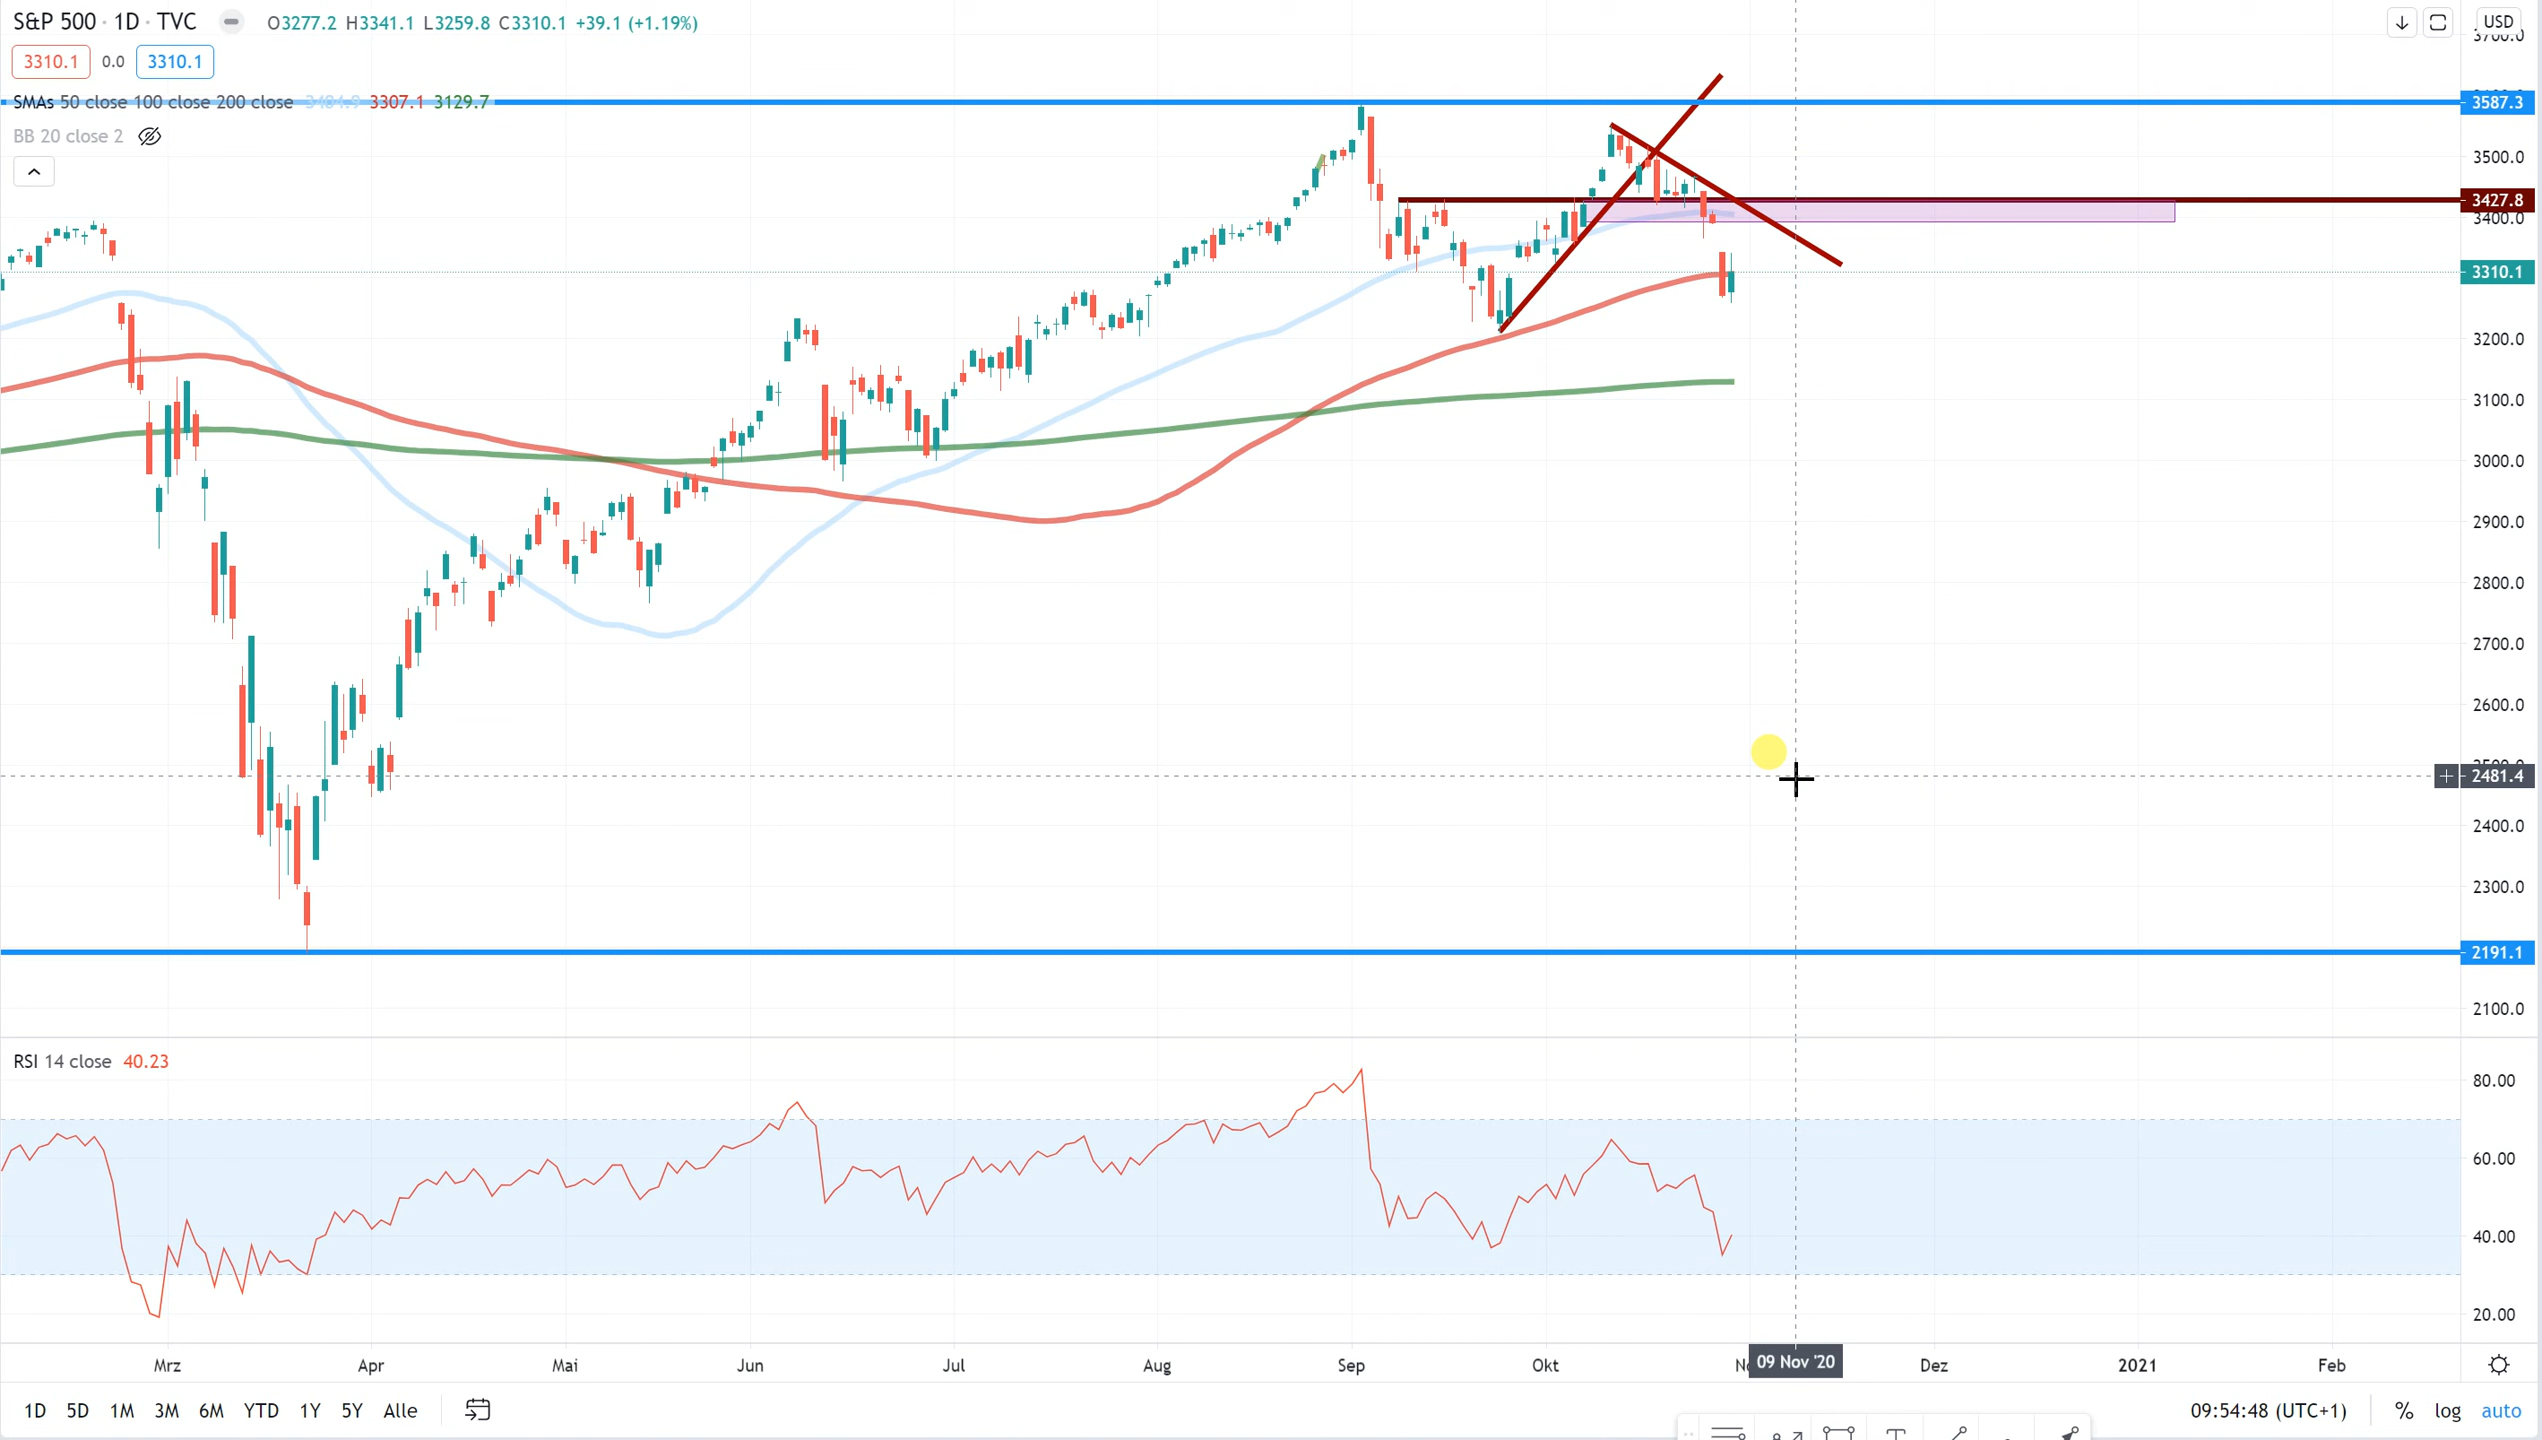 S&P 500 · 1D · TVC O3277.2 H3341.1 L3259.8 C3310.1 +39.1 (+1.19%)
3310.1 0.0 3310.1
SMAs 50 close 100 close 200 close 3404.9 3307.1 3129.7
BB 20 close 2
USD
3700.0
3587.3
3500.0
3427.8
3400.0
3310.1
3200.0
3100.0
3000.0
2900.0
2800.0
2700.0
2600.0
2481.4
2400.0
2300.0
2191.1
2100.0
RSI 14 close 40.23
80.00
60.00
40.00
20.00
Mrz Apr Mai Jun Jul Aug Sep Okt 09 Nov '20 Dez 2021 Feb
1D 5D 1M 3M 6M YTD 1Y 5Y Alle 09:54:48 (UTC+1) % log auto